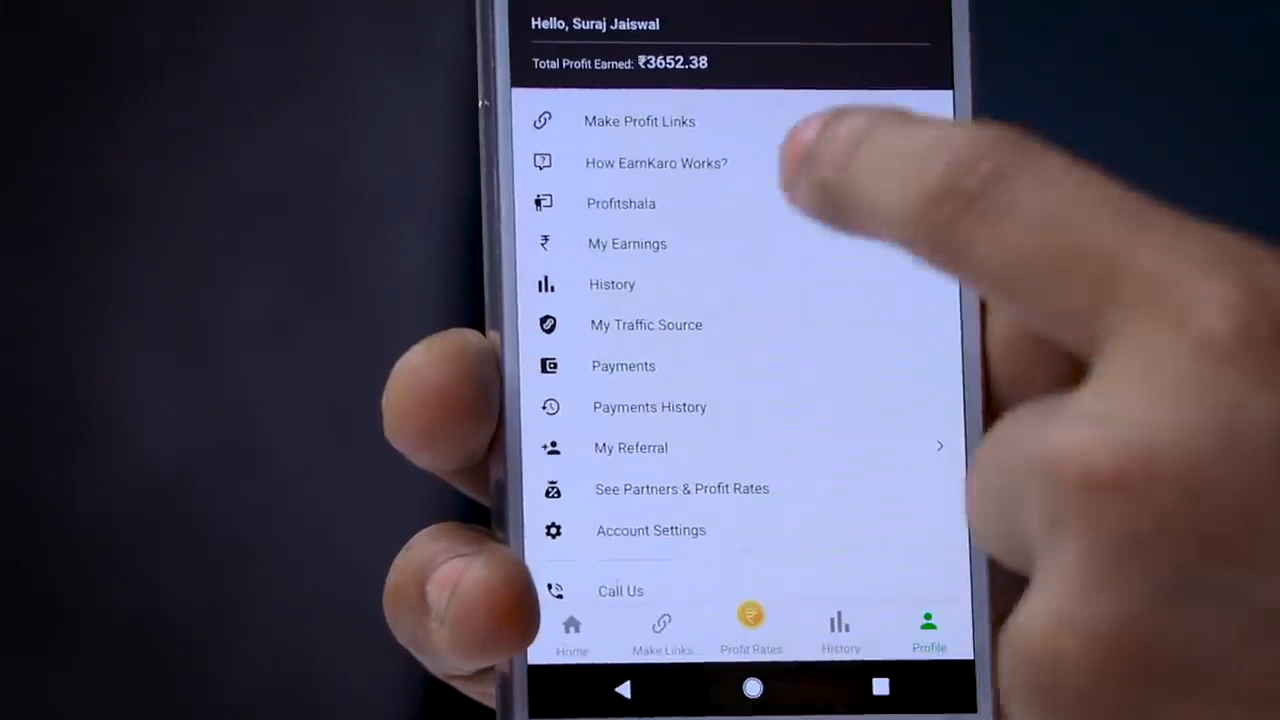 Hello, Suraj Jaiswal
Total Profit Earned: ₹3652.38
Make Profit Links
How EarnKaro Works?
Profitshala
My Earnings
History
My Traffic Source
Payments
Payments History
My Referral
See Partners & Profit Rates
Account Settings
Call Us
Home Make Links Profit Rates History Profile